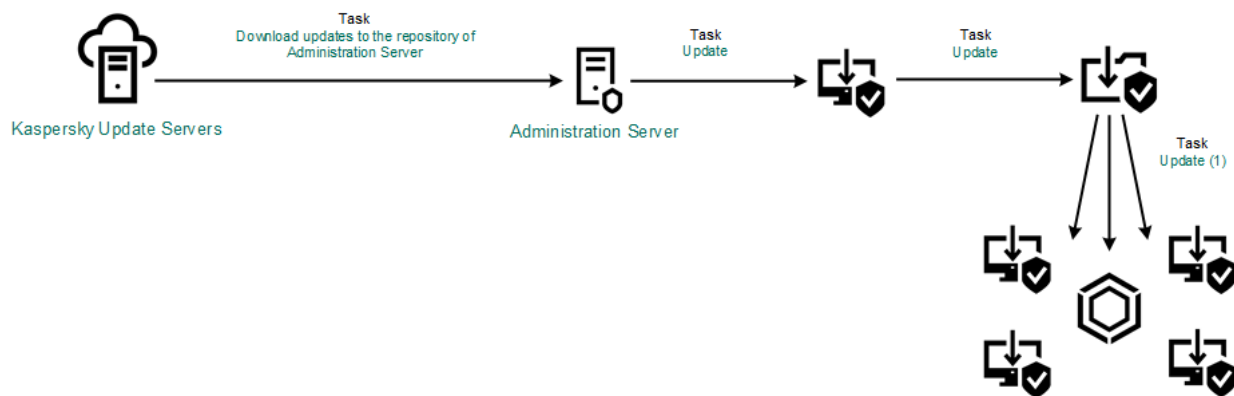 Task
Download updates to the repository of
Administration Server
Task
Update
Task
Update
Kaspersky Update Servers
Administration Server
Task
Update (1)